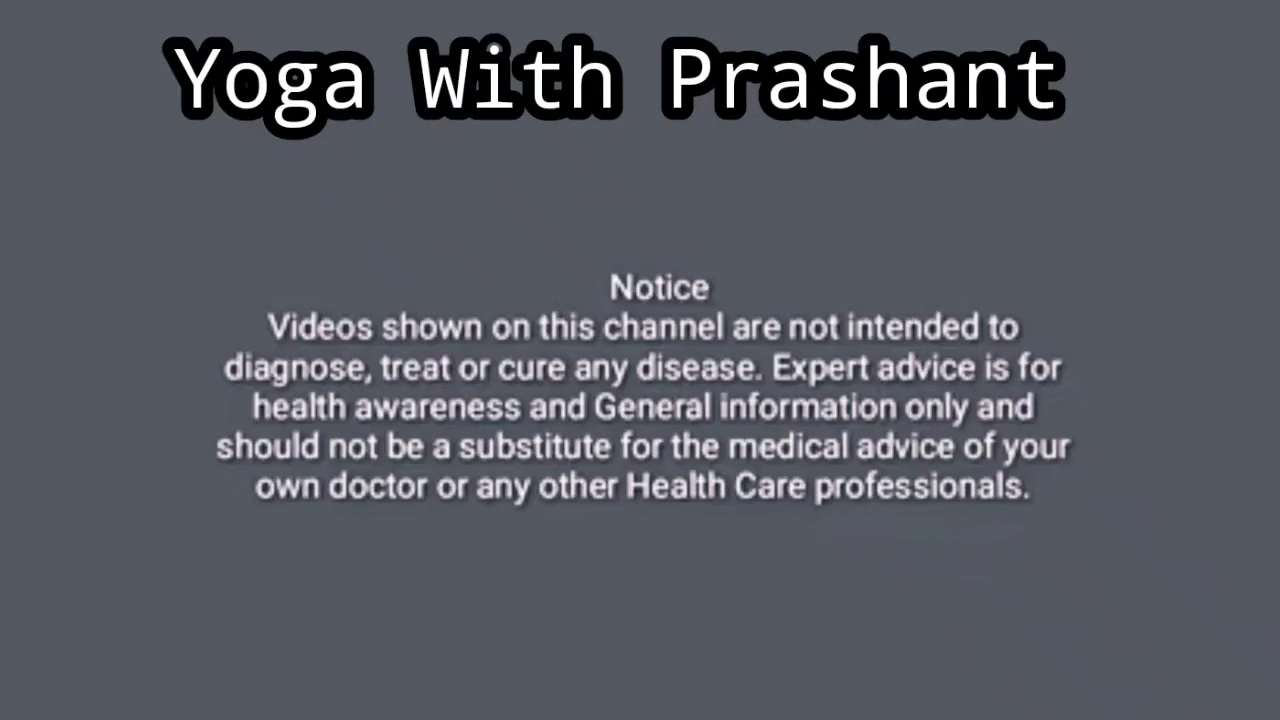 Yoga With Prashant
Notice
Videos shown on this channel are not intended to
diagnose, treat or cure any disease. Expert advice is for
health awareness and General information only and
should not be a substitute for the medical advice of your
own doctor or any other Health Care professionals.